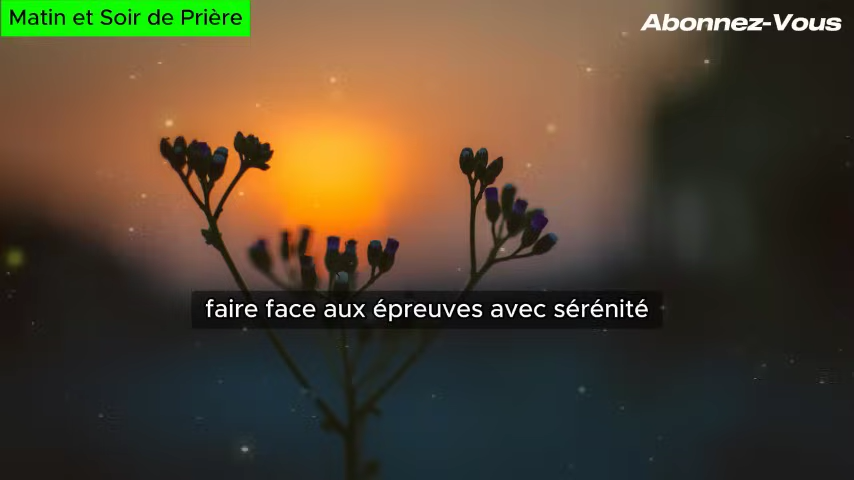 Matin et Soir de Prière
Abonnez-Vous
faire face aux épreuves avec sérénité